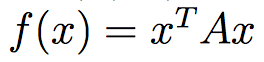 f(x) = x^T Ax